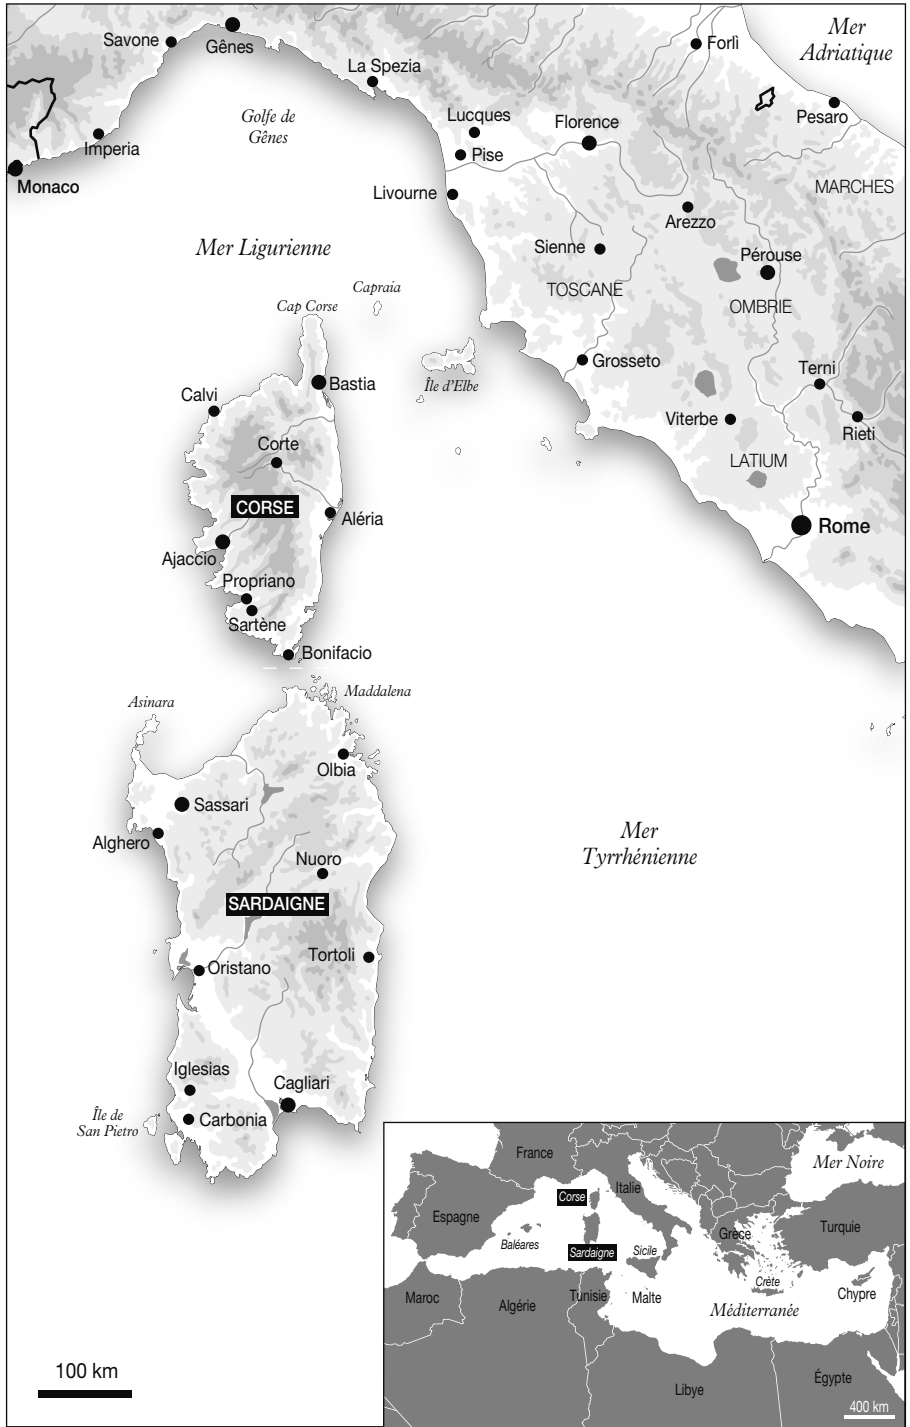 Mer
Adriatique
Savone
Gênes
Forlì
La Spezia
Golfe de
Gênes
Lucques
Florence
Pesaro
Imperia
Pise
Monaco
Livourne
MARCHES
Arezzo
Mer Ligurienne
Sienne
Pérouse
TOSCANE
Capraia
Cap Corse
OMBRIE
Grosseto
Île d'Elbe
Terni
Bastia
Calvi
Viterbe
Rieti
Corte
LATIUM
CORSE
Aléria
Rome
Ajaccio
Propriano
Sartène
Bonifacio
Maddalena
Asinara
Olbia
Sassari
Mer
Tyrrhénienne
Alghero
Nuoro
SARDAIGNE
Tortoli
Oristano
Iglesias
Cagliari
Île de
San Pietro
Carbonia
100 km
France
Mer Noire
Italie
Corse
Espagne
Turquie
Grèce
Baléares
Sardaigne
Sicile
Crète
Maroc
Algérie
Tunisie
Malte
Chypre
Méditerranée
Libye
Égypte
400 km